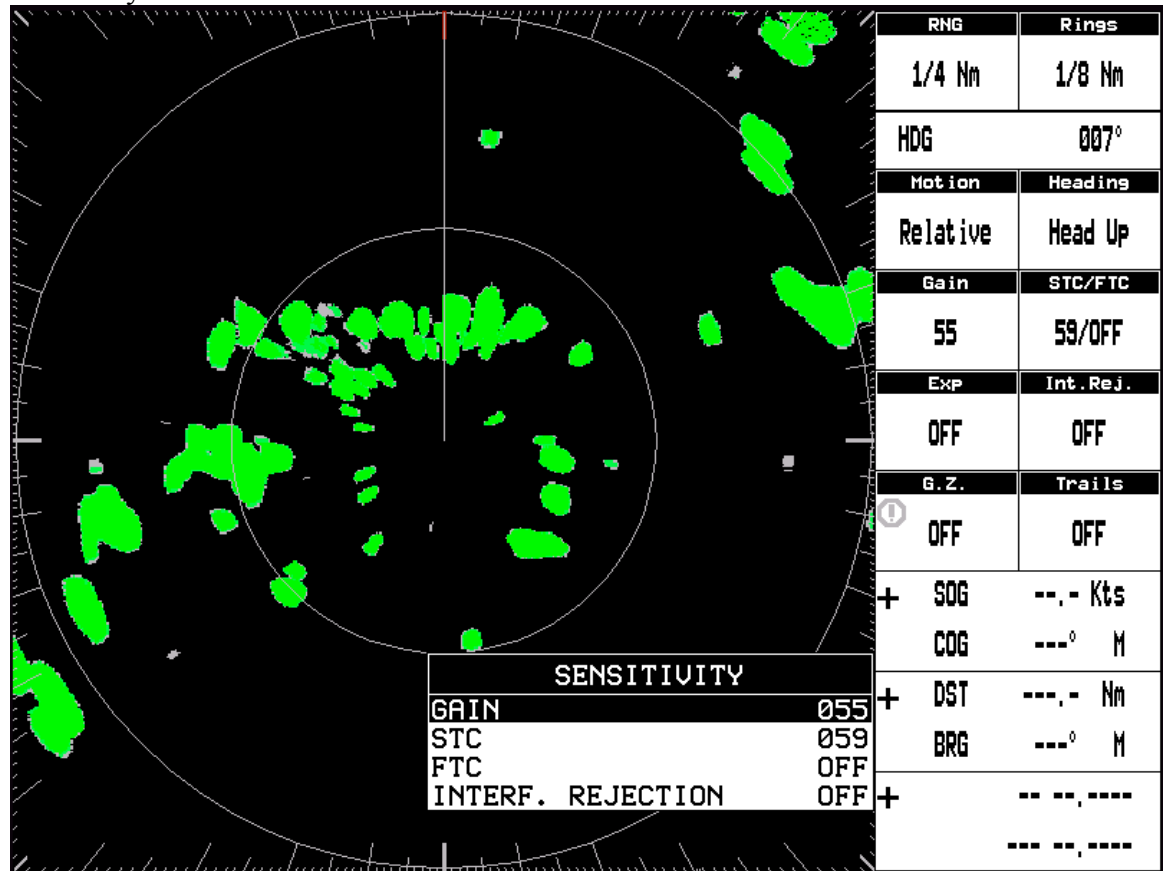 RNG Rings
1/4 Nm 1/8 Nm
HDG 007°
Motion Heading
Relative Head Up
Gain STC/FTC
55 59/OFF
Exp Int.Rej.
OFF OFF
G.Z. Trails
OFF OFF
+ SOG --.- Kts
COG ---° M
+ DST ---.- Nm
BRG ---° M
+ -- --.----
--- --.----
SENSITIVITY
GAIN 055
STC 059
FTC OFF
INTERF. REJECTION OFF